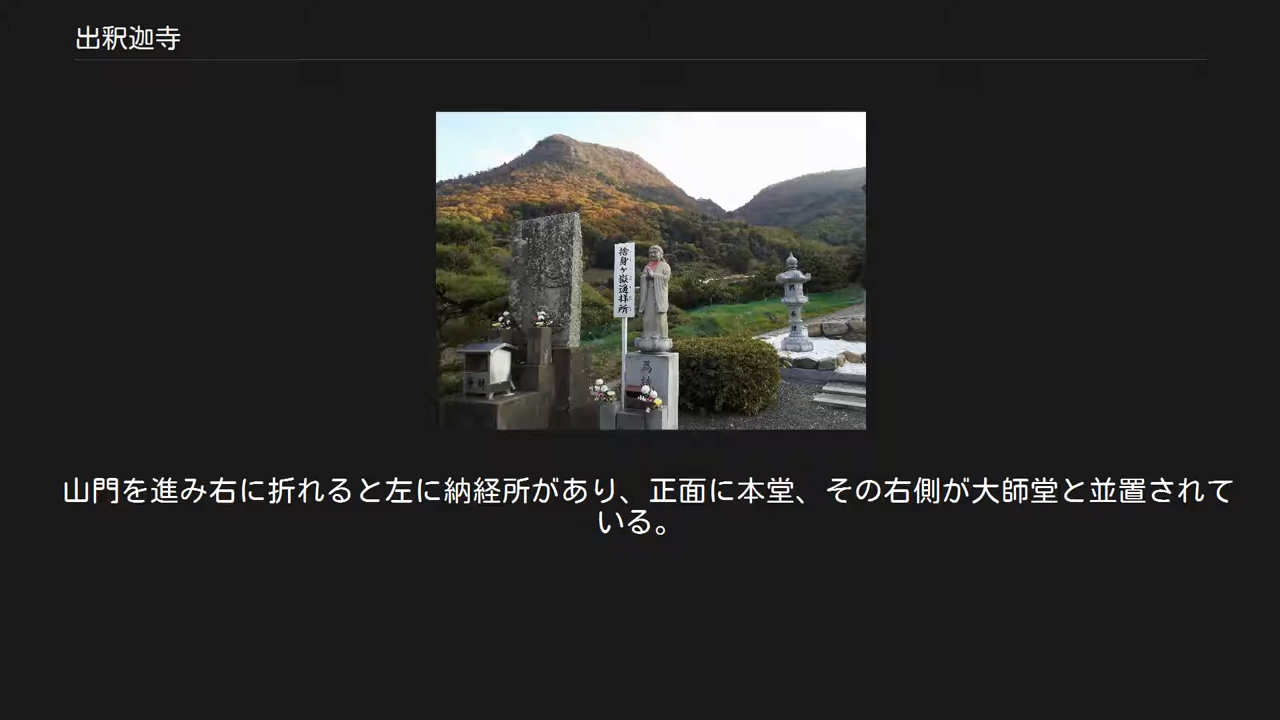 出釈迦寺
捨身ヶ嶽遥拝所
山門を進み右に折れると左に納経所があり、正面に本堂、その右側が大師堂と並置されて
いる。